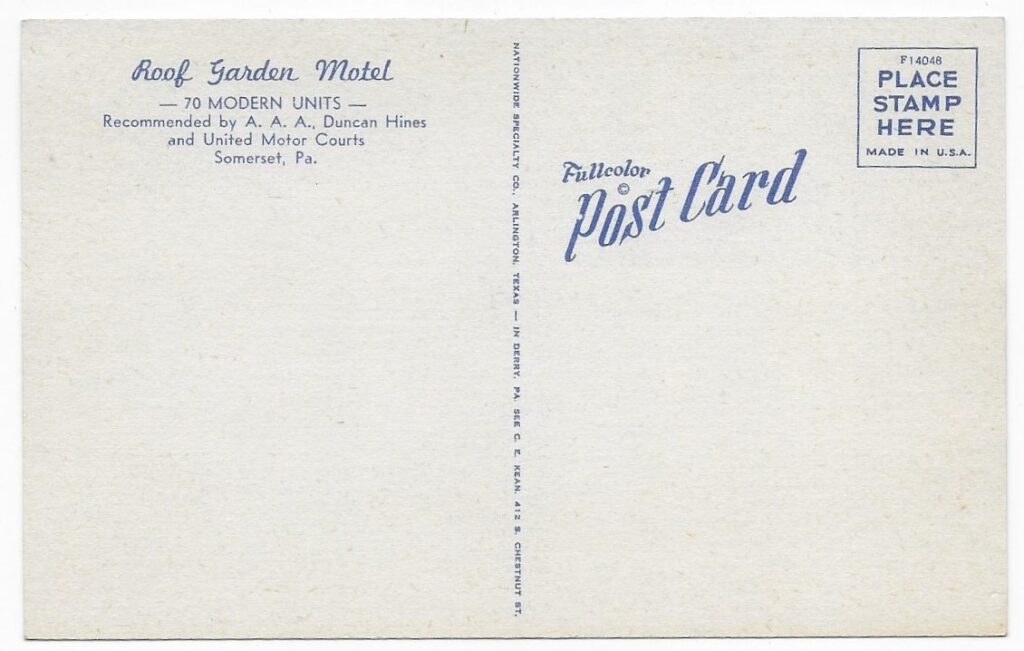 Roof Garden Motel
— 70 MODERN UNITS —
Recommended by A. A. A., Duncan Hines
and United Motor Courts
Somerset, Pa.
NATIONWIDE SPECIALTY CO., ARLINGTON, TEXAS — IN DERRY, PA. SEE C. E. KEAN, 412 S. CHESTNUT ST.
Fullcolor
©
Post Card
F14048
PLACE
STAMP
HERE
MADE IN U.S.A.